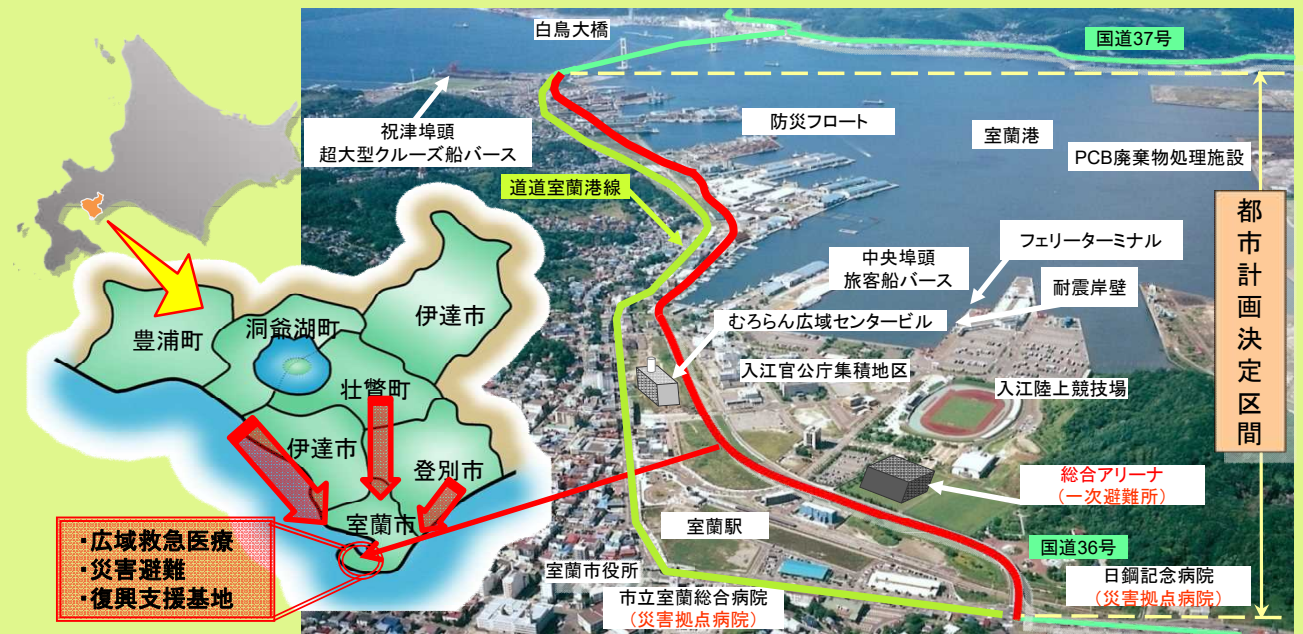 白鳥大橋
国道37号
祝津埠頭
超大型クルーズ船バース
防災フロート
室蘭港
PCB廃棄物処理施設
道道室蘭港線
都市計画決定区間
フェリーターミナル
中央埠頭
旅客船バース
耐震岸壁
むろらん広域センタービル
入江官公庁集積地区
入江陸上競技場
総合アリーナ
（一次避難所）
室蘭駅
国道36号
室蘭市役所
市立室蘭総合病院
（災害拠点病院）
日鋼記念病院
（災害拠点病院）
伊達市
豊浦町
洞爺湖町
壮瞥町
伊達市
登別市
室蘭市
・広域救急医療
・災害避難
・復興支援基地